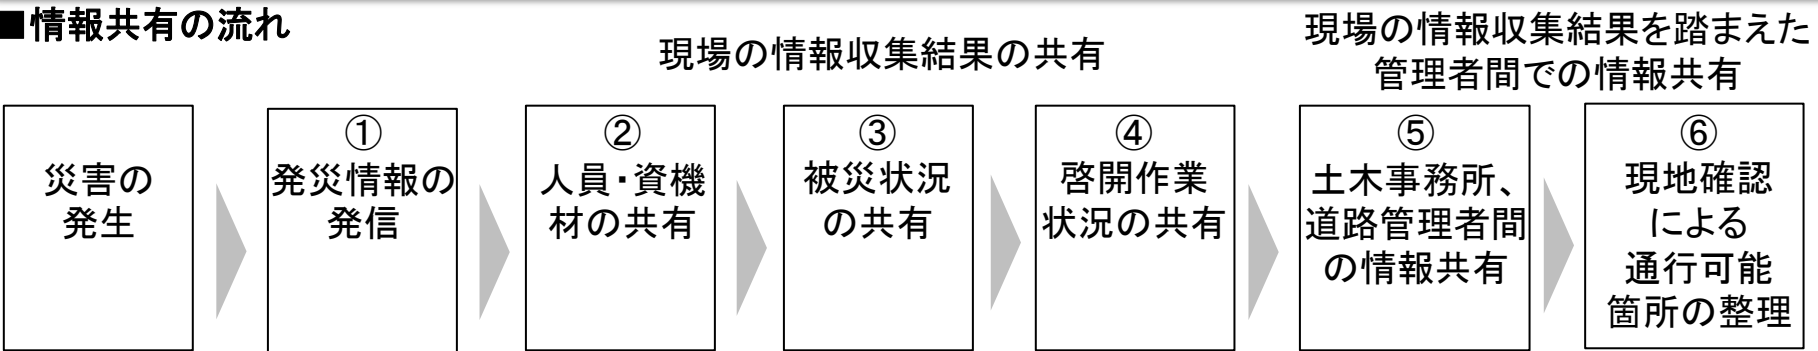 ■情報共有の流れ
現場の情報収集結果の共有
現場の情報収集結果を踏まえた
管理者間での情報共有
災害の
発生
①
発災情報の
発信
②
人員・資機
材の共有
③
被災状況
の共有
④
啓開作業
状況の共有
⑤
土木事務所、
道路管理者間
の情報共有
⑥
現地確認
による
通行可能
箇所の整理